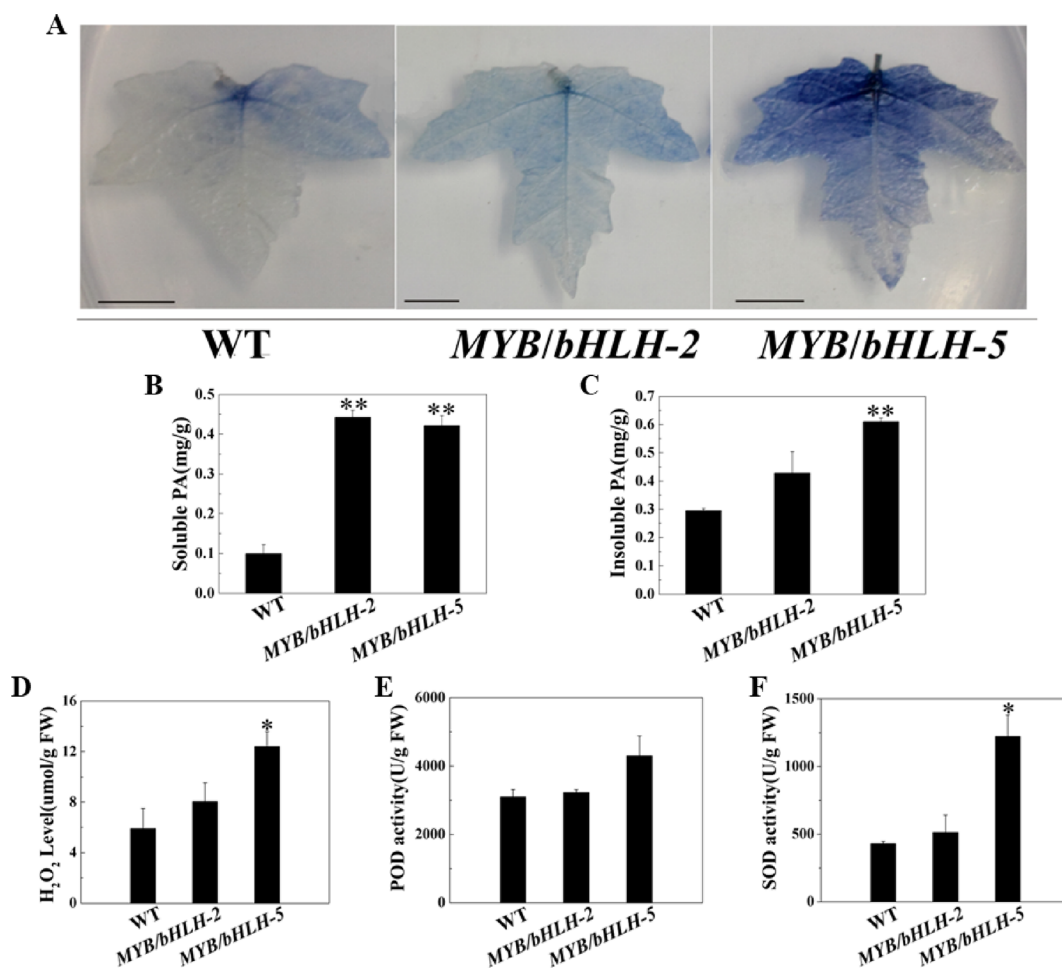 A
WT MYB/bHLH-2 MYB/bHLH-5
B
Soluble PA(mg/g)
0.5
0.4
0.3
0.2
0.1
0.0
** **
WT MYB/bHLH-2 MYB/bHLH-5
C
Insoluble PA(mg/g)
0.7
0.6
0.5
0.4
0.3
0.2
0.1
0.0
**
WT MYB/bHLH-2 MYB/bHLH-5
D
H₂O₂ Level(umol/g FW)
16
12
8
4
0
*
WT MYB/bHLH-2 MYB/bHLH-5
E
POD activity(U/g FW)
6000
4000
2000
0
WT MYB/bHLH-2 MYB/bHLH-5
F
SOD activity(U/g FW)
1500
1000
500
0
*
WT MYB/bHLH-2 MYB/bHLH-5